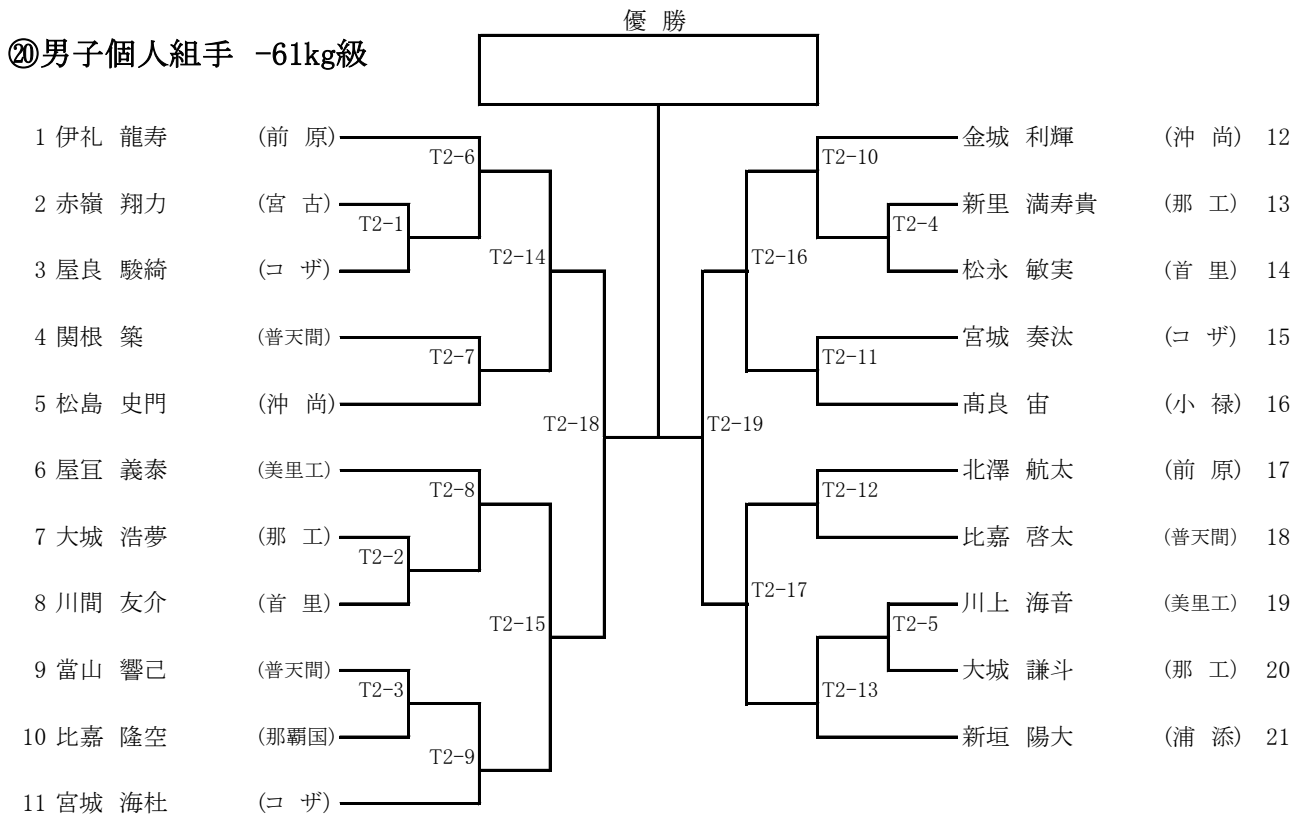 優 勝
⑳男子個人組手 -61kg級
1 伊礼 龍寿 (前 原)
2 赤嶺 翔力 (宮 古)
3 屋良 駿綺 (コ ザ)
4 関根 築 (普天間)
5 松島 史門 (沖 尚)
6 屋冝 義泰 (美里工)
7 大城 浩夢 (那 工)
8 川間 友介 (首 里)
9 當山 響己 (普天間)
10 比嘉 隆空 (那覇国)
11 宮城 海杜 (コ ザ)
T2-6
T2-1
T2-14
T2-7
T2-18
T2-8
T2-2
T2-15
T2-3
T2-9
T2-10
T2-4
T2-16
T2-11
T2-19
T2-12
T2-17
T2-5
T2-13
金城 利輝 (沖 尚) 12
新里 満寿貴 (那 工) 13
松永 敏実 (首 里) 14
宮城 奏汰 (コ ザ) 15
髙良 宙 (小 禄) 16
北澤 航太 (前 原) 17
比嘉 啓太 (普天間) 18
川上 海音 (美里工) 19
大城 謙斗 (那 工) 20
新垣 陽大 (浦 添) 21